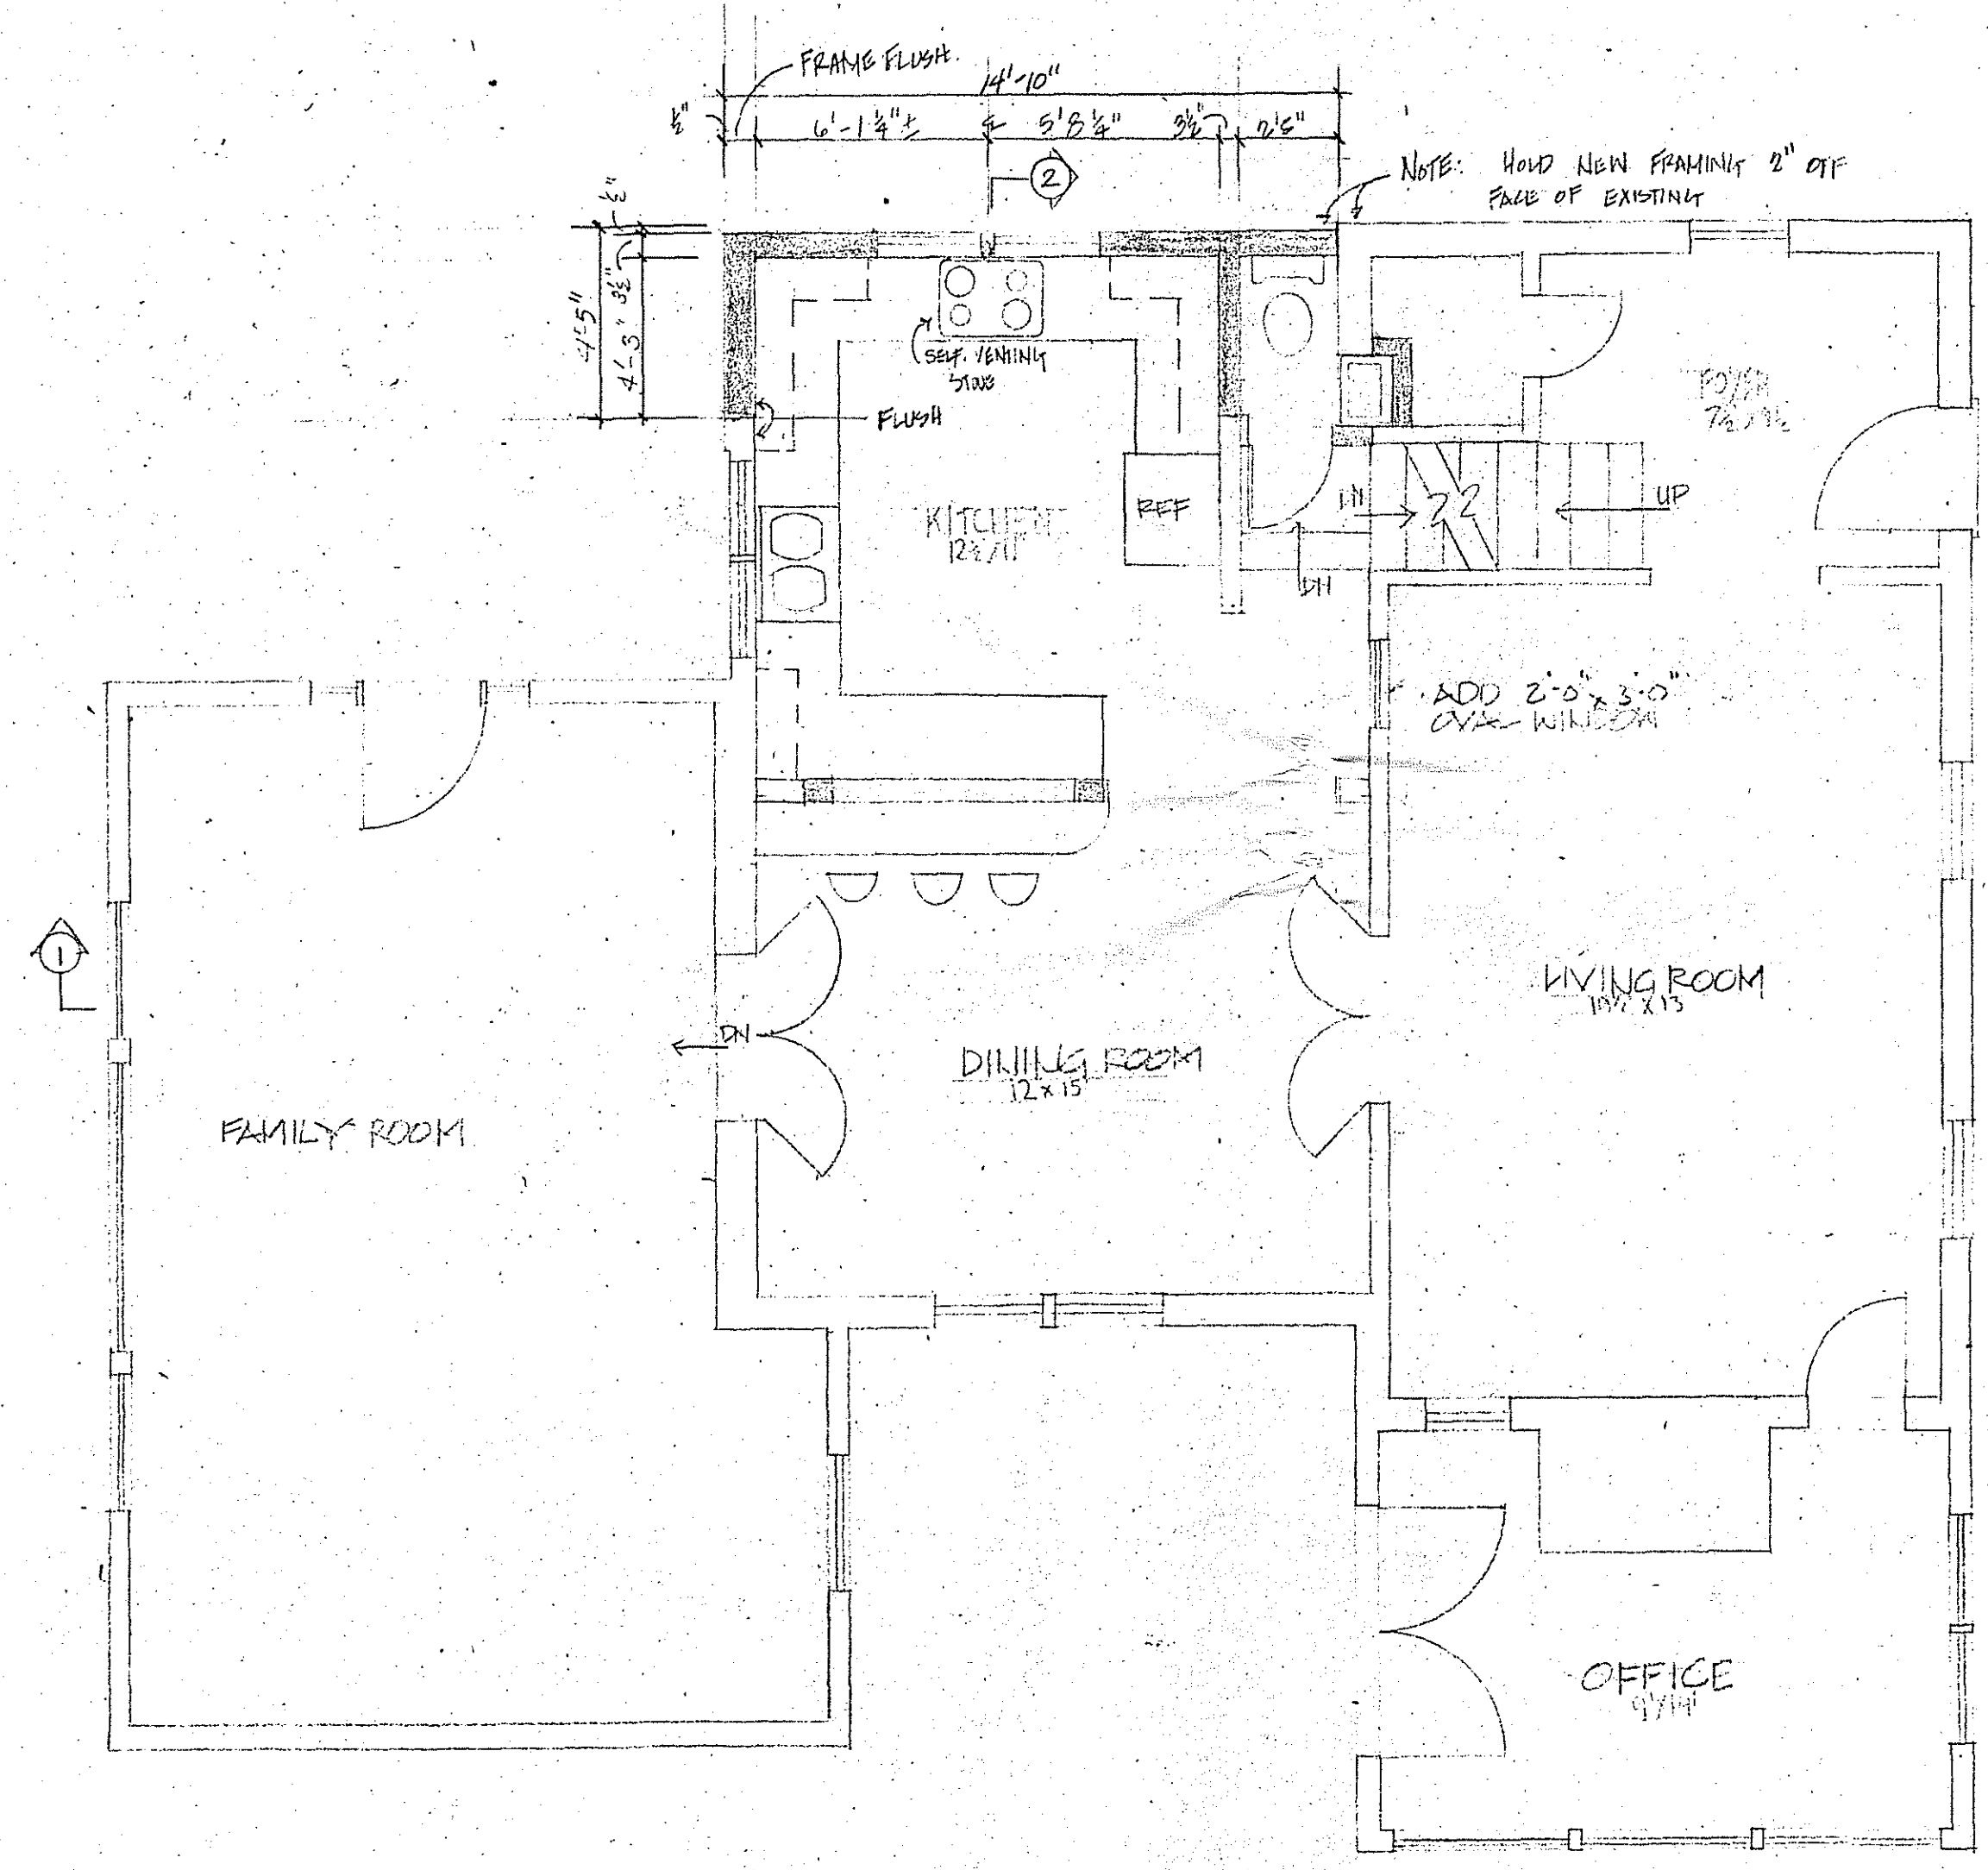 FRAME FLUSH.
14'-10"
½"
6'-1 ¼" ±
℄
5'8 ¼"
3½"
2'6"
2
NOTE: HOLD NEW FRAMING 2" OFF
FACE OF EXISTING
4'-5"
4'-3"
3½"
SELF. VENTING
STOVE
FLUSH
FOYER
KITCHEN
REF
DN
UP
DN
ADD 2'-0" x 3'-0"
OVAL WINDOW
1
LIVING ROOM
DN
DINING ROOM
12 x 15
FAMILY ROOM
OFFICE